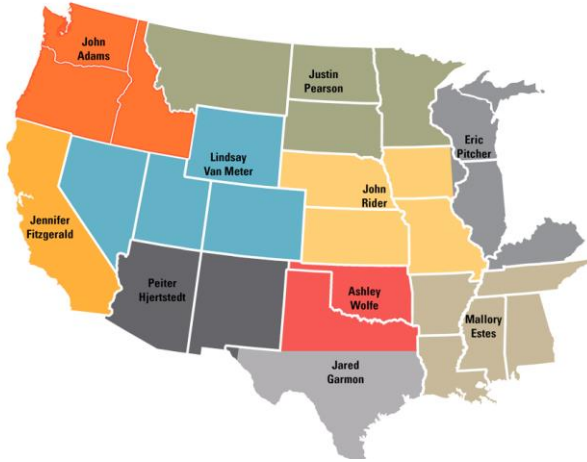 John
Adams
Justin
Pearson
Eric
Pitcher
Lindsay
Van Meter
John
Rider
Jennifer
Fitzgerald
Peiter
Hjertstedt
Ashley
Wolfe
Mallory
Estes
Jared
Garmon